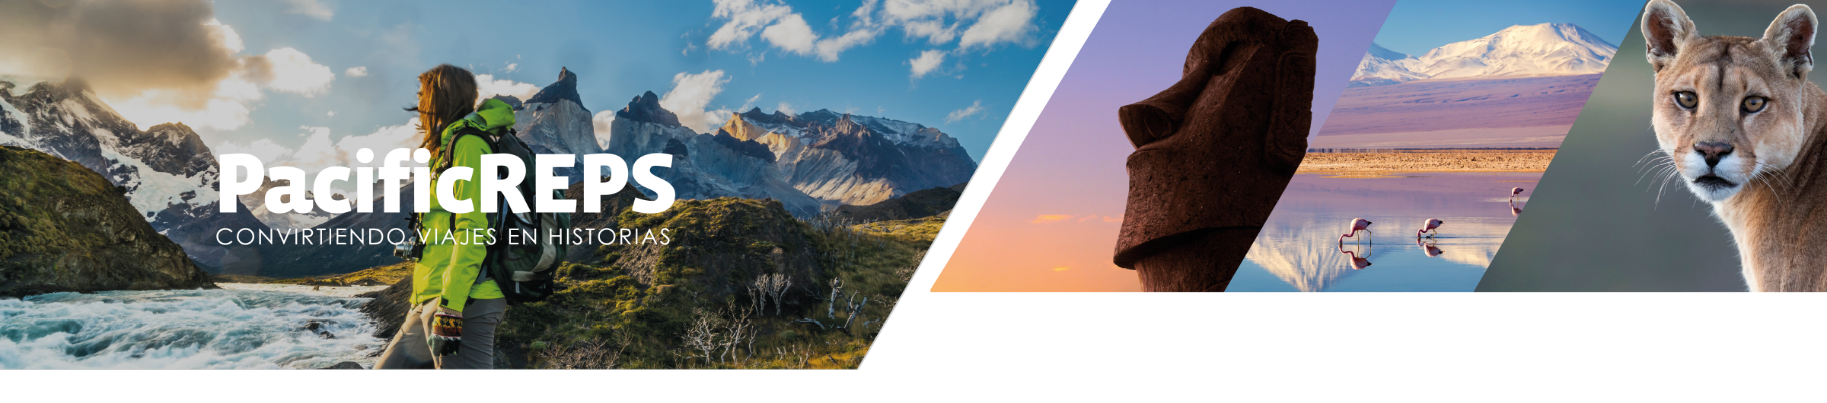 PacificREPS
CONVIRTIENDO VIAJES EN HISTORIAS